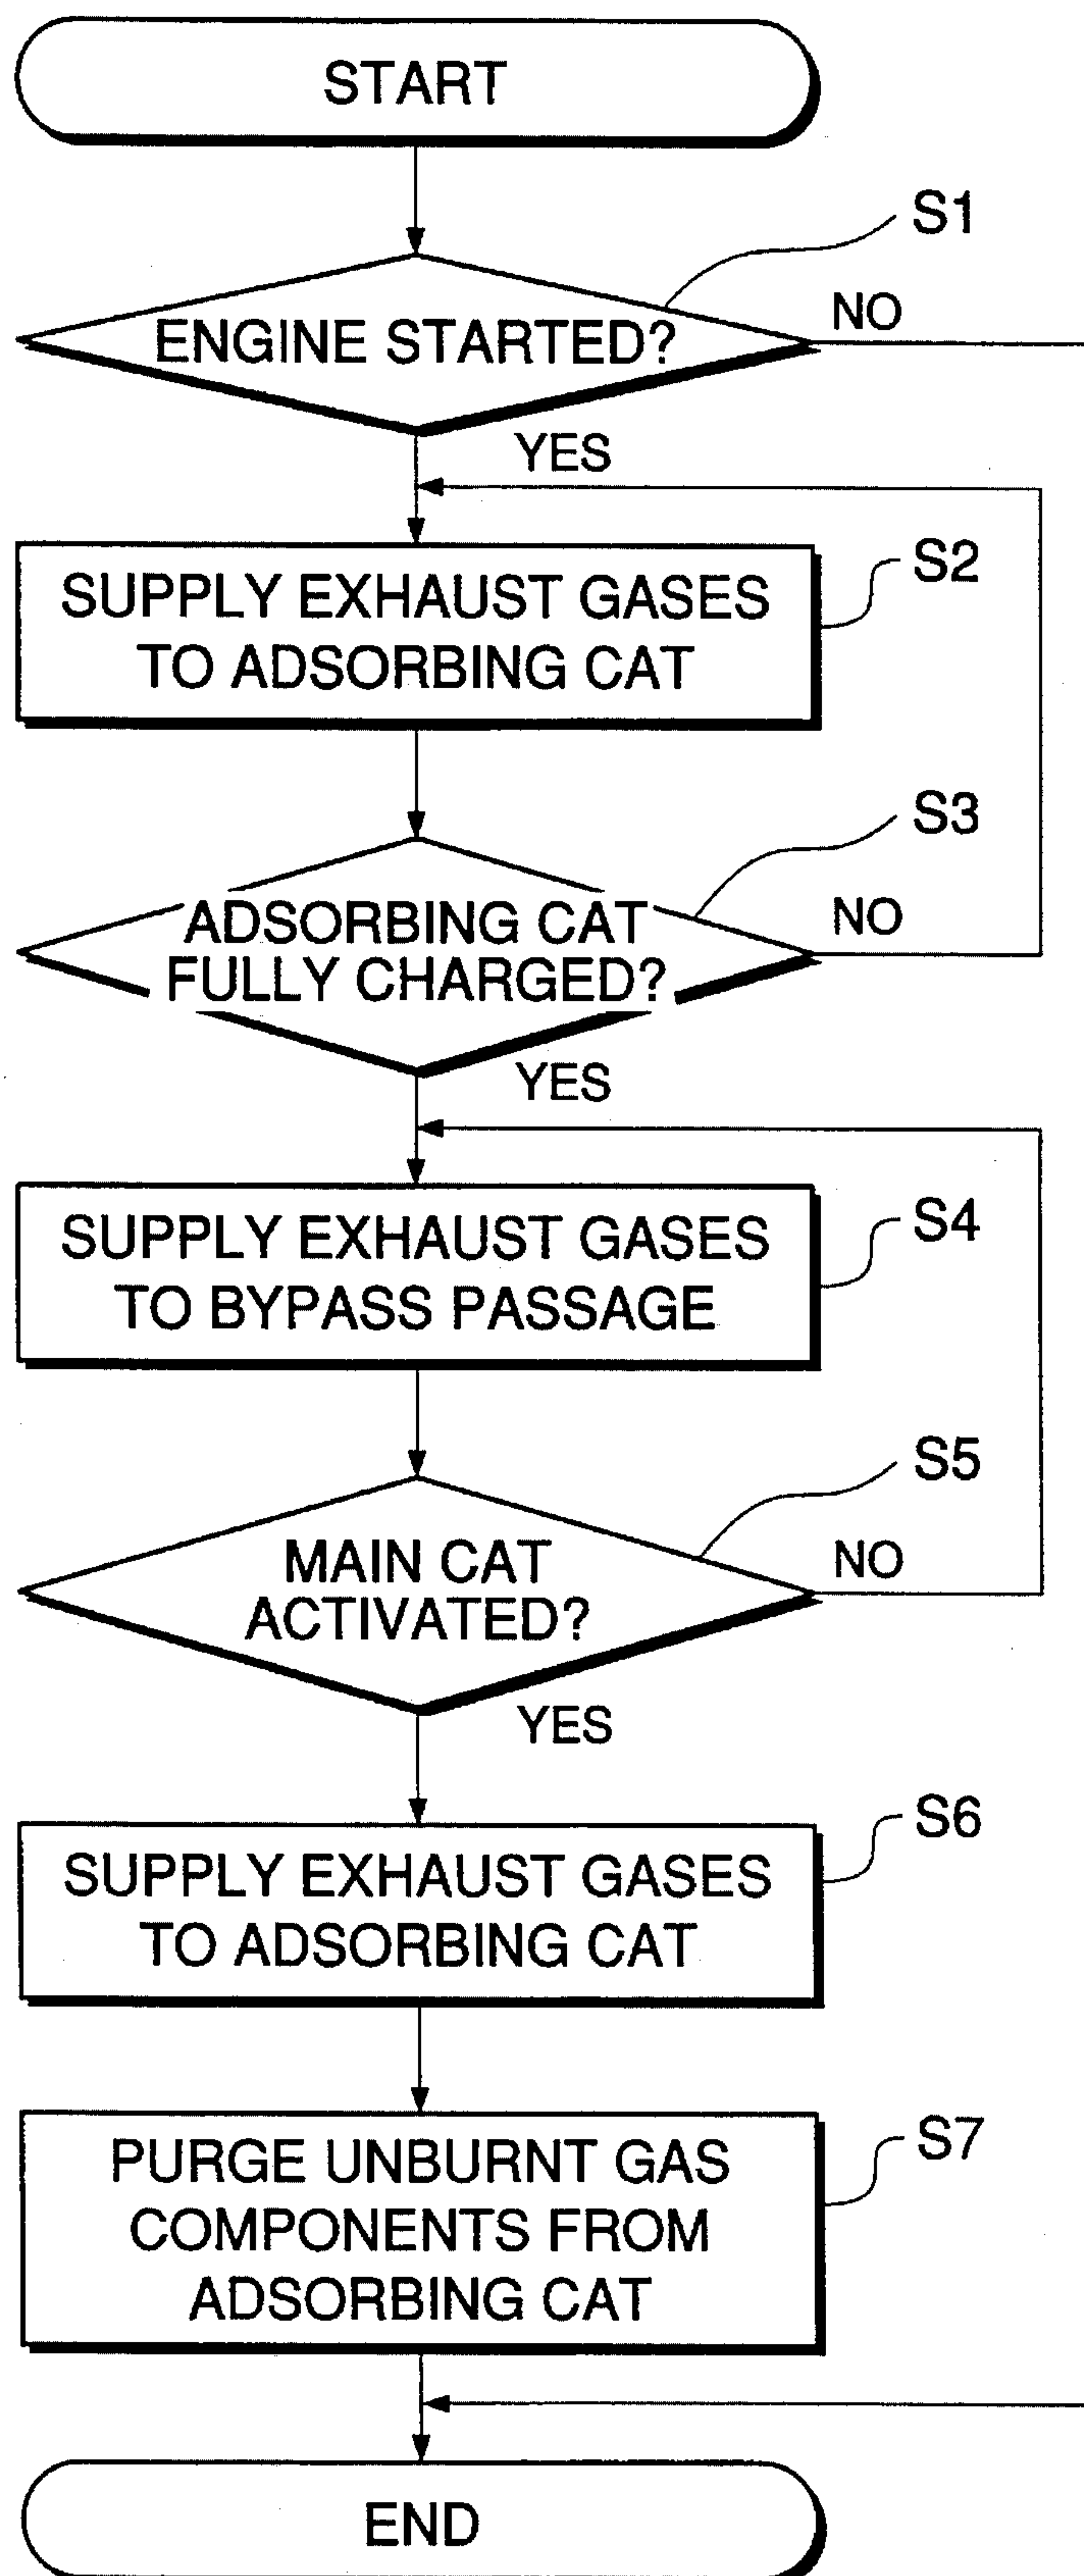 START
S1
ENGINE STARTED?
NO
YES
S2
SUPPLY EXHAUST GASES
TO ADSORBING CAT
S3
ADSORBING CAT
FULLY CHARGED?
NO
YES
S4
SUPPLY EXHAUST GASES
TO BYPASS PASSAGE
S5
MAIN CAT
ACTIVATED?
NO
YES
S6
SUPPLY EXHAUST GASES
TO ADSORBING CAT
S7
PURGE UNBURNT GAS
COMPONENTS FROM
ADSORBING CAT
END